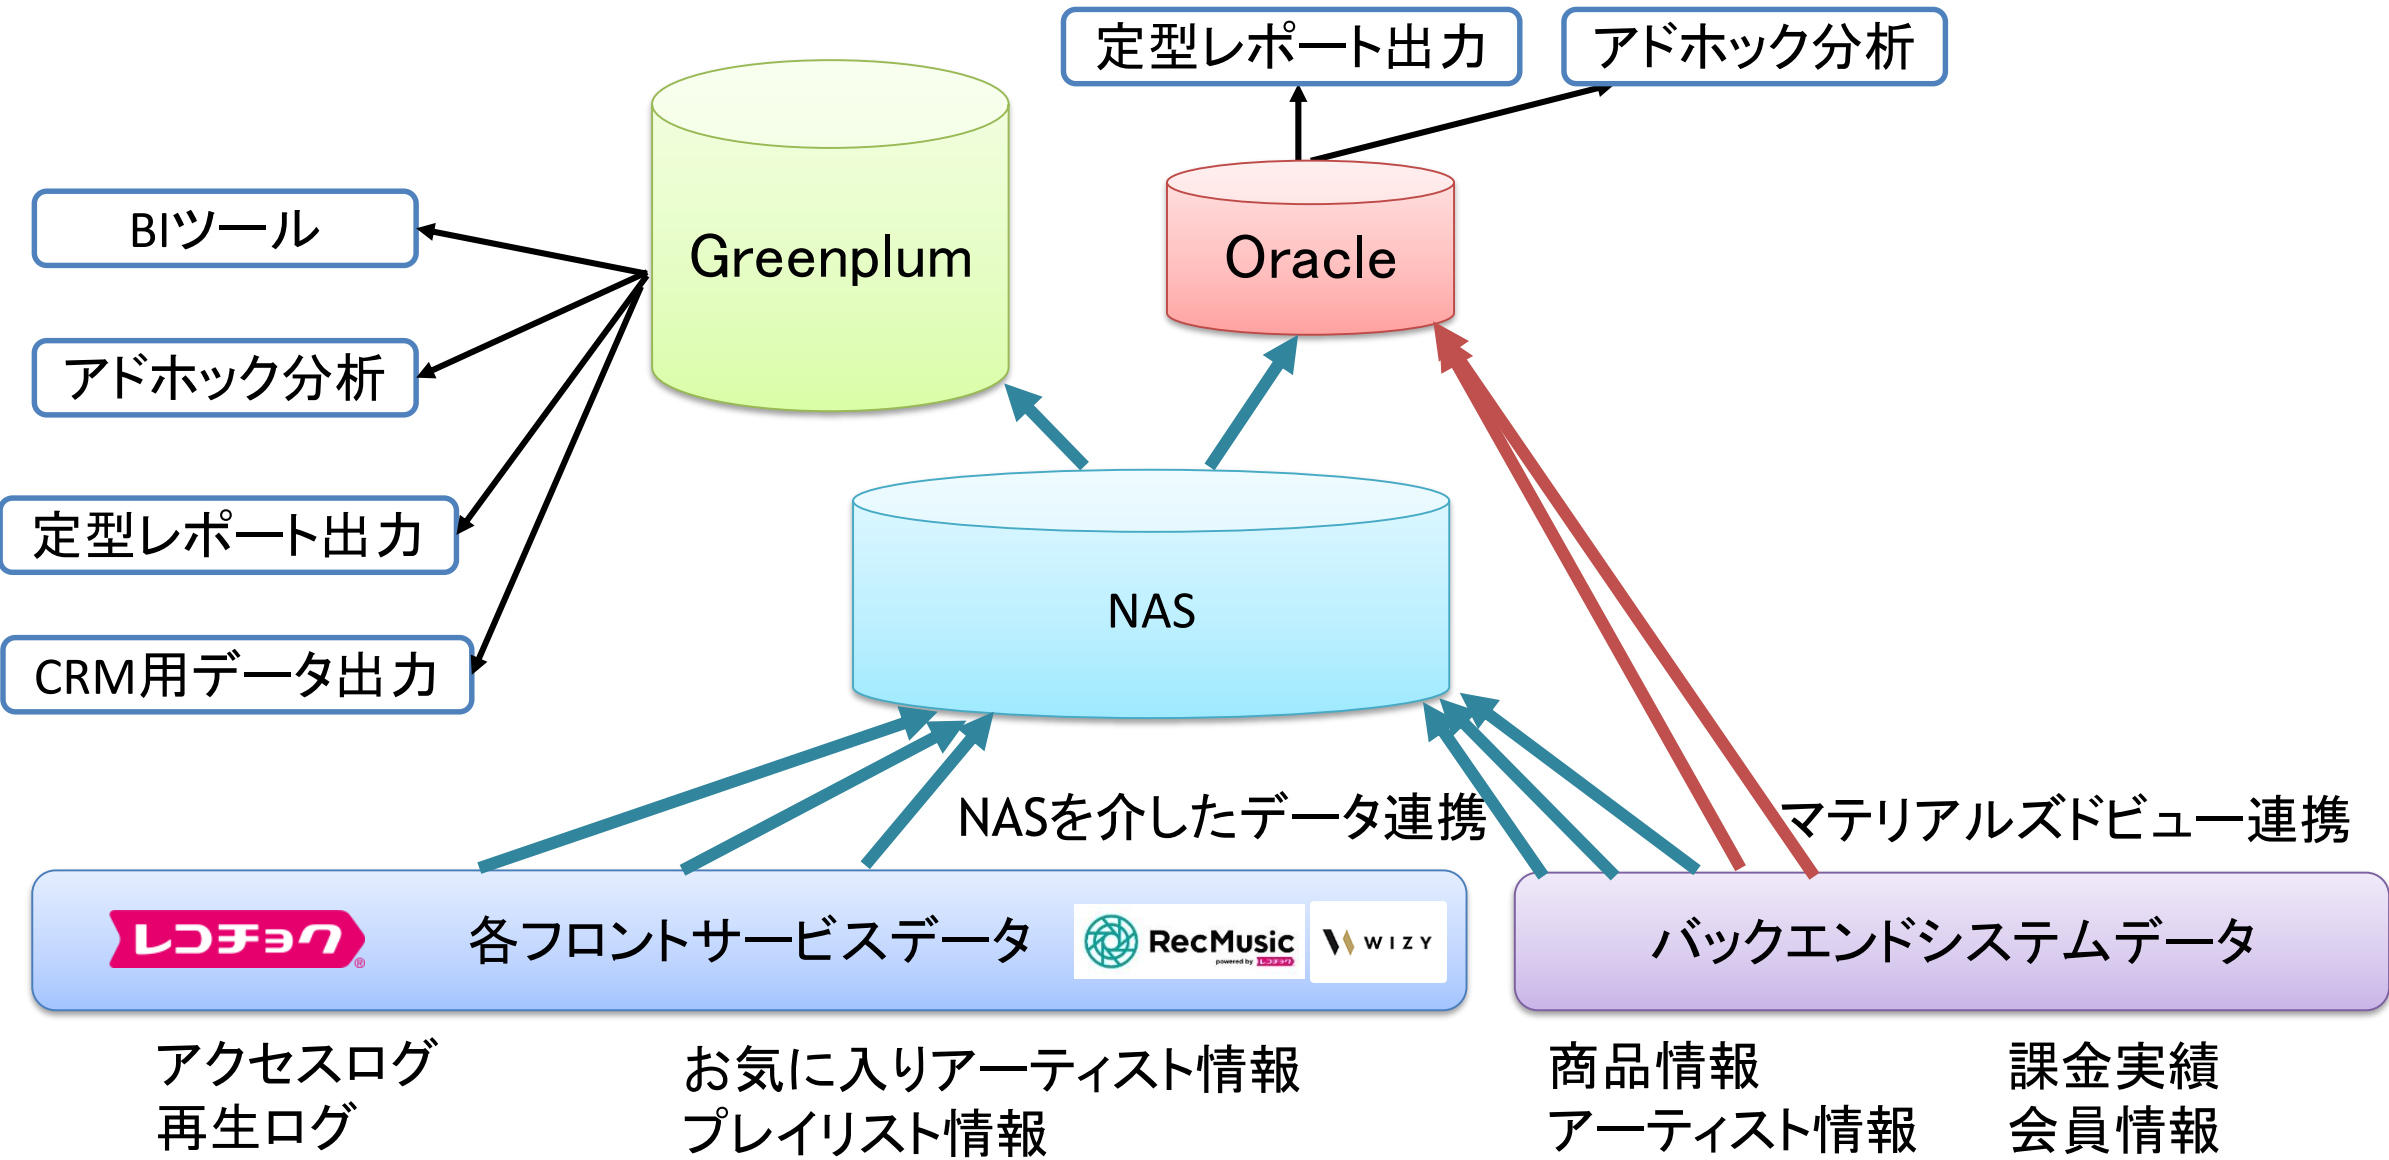 定型レポート出力
アドホック分析
Greenplum
Oracle
BIツール
アドホック分析
定型レポート出力
CRM用データ出力
NAS
NASを介したデータ連携
マテリアルズドビュー連携
レコチョク®
各フロントサービスデータ
RecMusic
powered by レコチョク
WIZY
バックエンドシステムデータ
アクセスログ
再生ログ
お気に入りアーティスト情報
プレイリスト情報
商品情報
アーティスト情報
課金実績
会員情報